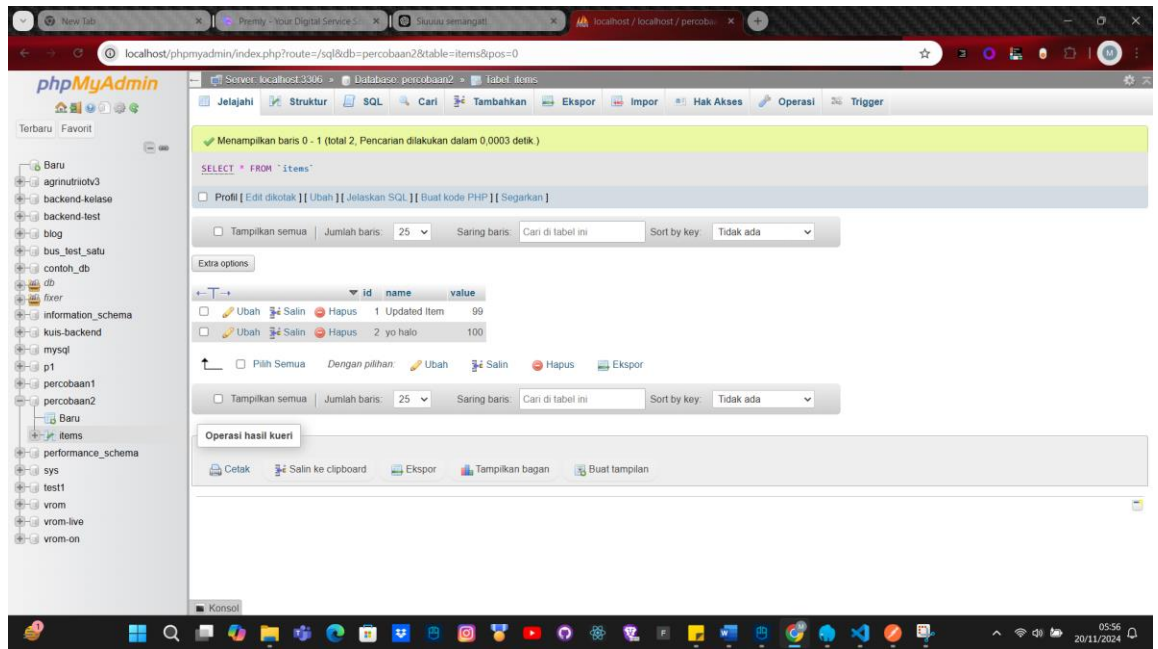 New Tab
Premly - Your Digital Service So
Siuuuu semangat!
localhost / localhost / percoba
localhost/phpmyadmin/index.php?route=/sql&db=percobaan2&table=items&pos=0
M
phpMyAdmin
Terbaru Favorit
Baru
agrinutriiotv3
backend-kelase
backend-test
blog
bus_test_satu
contoh_db
db
fixer
information_schema
kuis-backend
mysql
p1
percobaan1
percobaan2
Baru
items
performance_schema
sys
test1
vrom
vrom-live
vrom-on
Server: localhost:3306 » Database: percobaan2 » Tabel: items
Jelajahi Struktur SQL Cari Tambahkan Ekspor Impor Hak Akses Operasi Trigger
Menampilkan baris 0 - 1 (total 2, Pencarian dilakukan dalam 0,0003 detik.)
SELECT * FROM `items`
Profil [ Edit dikotak ] [ Ubah ] [ Jelaskan SQL ] [ Buat kode PHP ] [ Segarkan ]
Tampilkan semua | Jumlah baris: 25 Saring baris: Cari di tabel ini Sort by key: Tidak ada
Extra options
←T→ id name value
Ubah Salin Hapus 1 Updated Item 99
Ubah Salin Hapus 2 yo halo 100
Pilih Semua Dengan pilihan: Ubah Salin Hapus Ekspor
Tampilkan semua | Jumlah baris: 25 Saring baris: Cari di tabel ini Sort by key: Tidak ada
Operasi hasil kueri
Cetak Salin ke clipboard Ekspor Tampilkan bagan Buat tampilan
Konsol
05:56
20/11/2024